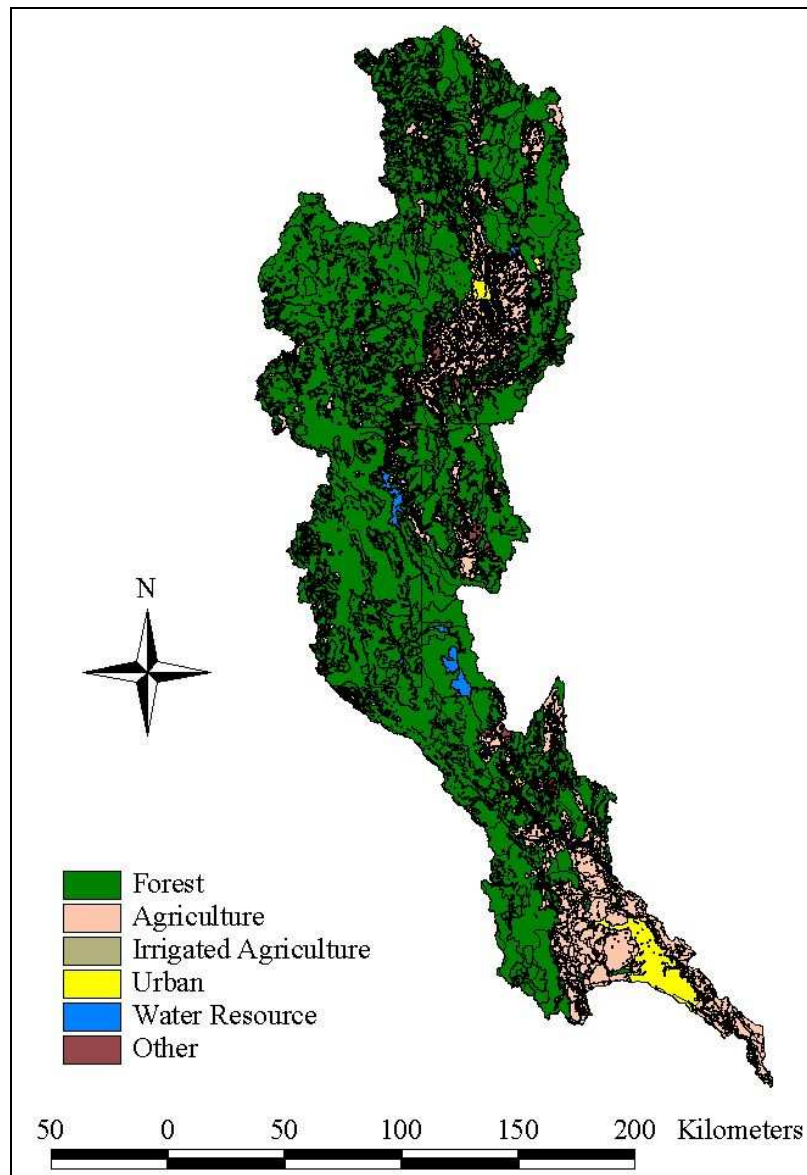 N
Forest
Agriculture
Irrigated Agriculture
Urban
Water Resource
Other
50 0 50 100 150 200 Kilometers